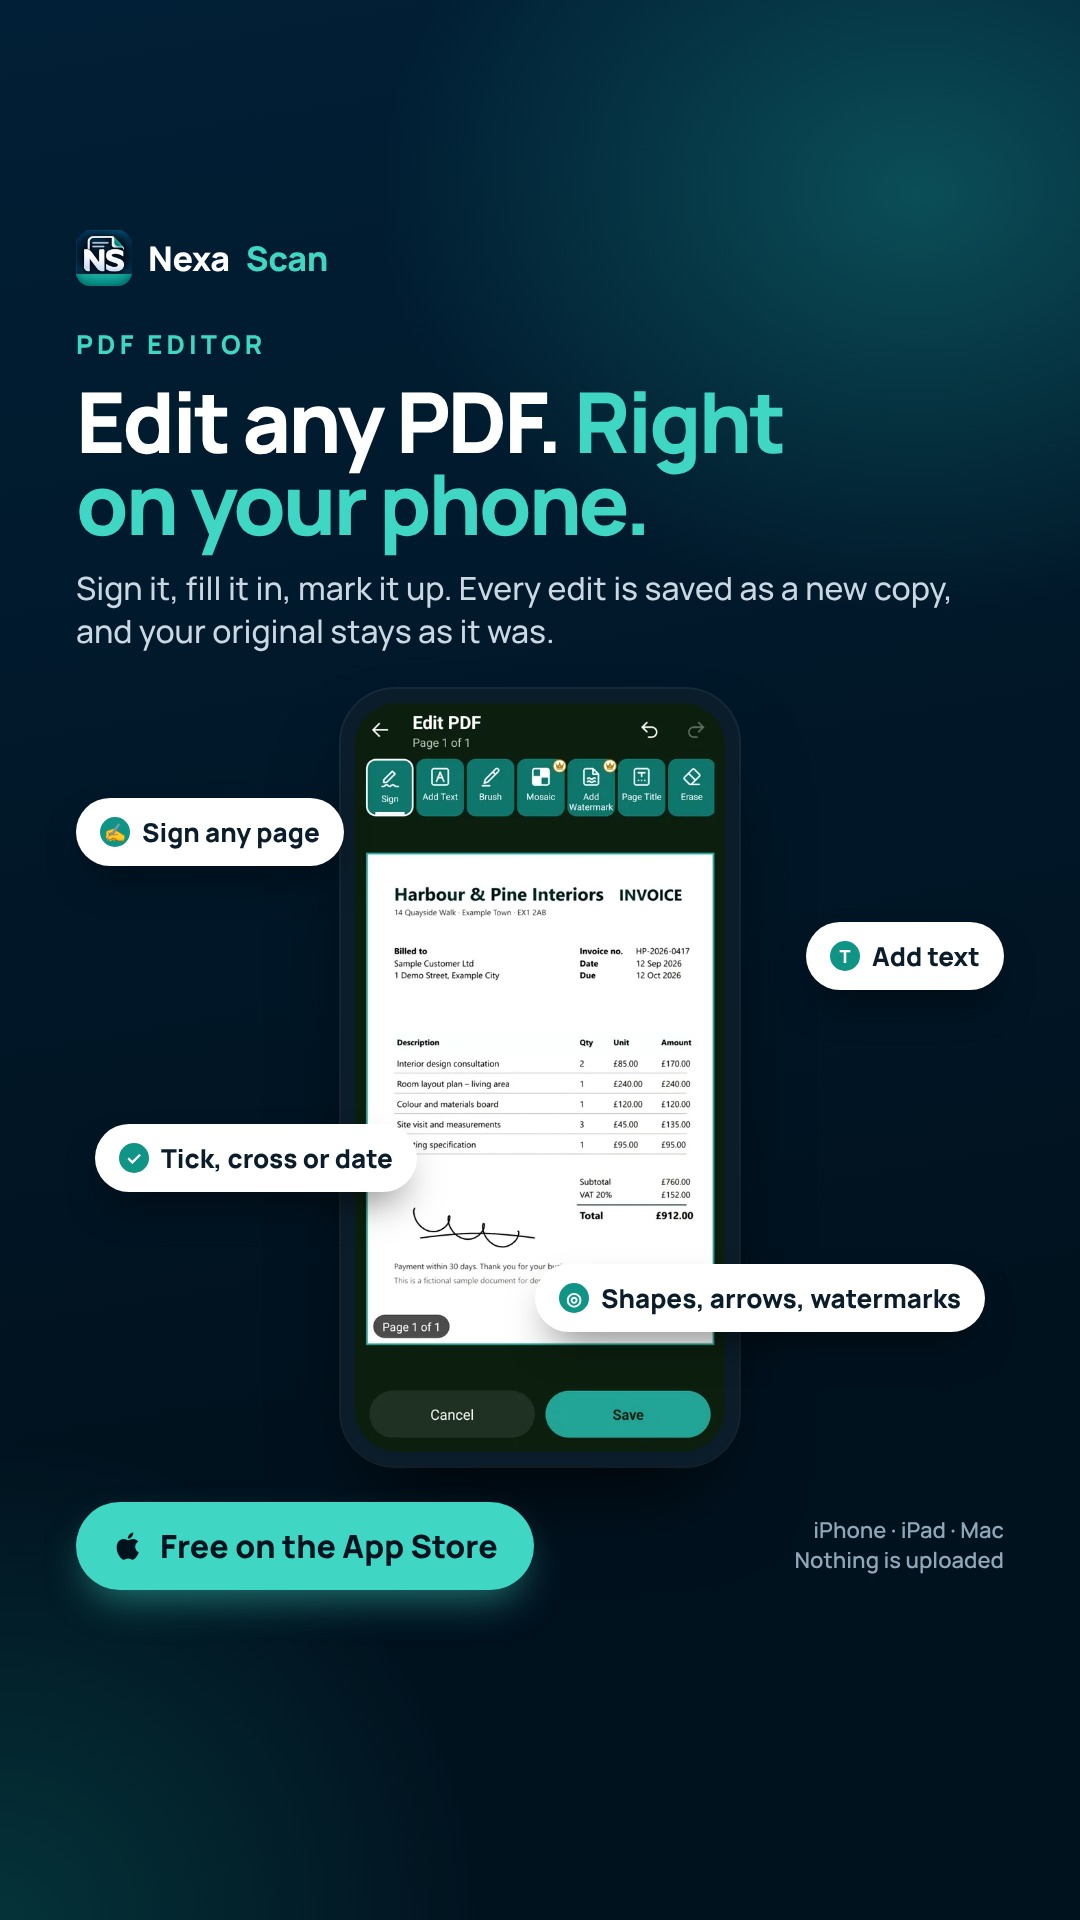 NS Nexa Scan
PDF EDITOR
Edit any PDF. Right
on your phone.
Sign it, fill it in, mark it up. Every edit is saved as a new copy,
and your original stays as it was.
Edit PDF
Page 1 of 1
Sign
Add Text
Brush
Mosaic
Add
Watermark
Page Title
Erase
Sign any page
Harbour & Pine Interiors INVOICE
14 Quayside Walk · Example Town · EX1 2AB
T Add text
Billed to
Sample Customer Ltd
1 Demo Street, Example City
Invoice no. HP-2026-0417
Date 12 Sep 2026
Due 12 Oct 2026
Description Qty Unit Amount
Interior design consultation 2 £85.00 £170.00
Room layout plan – living area 1 £240.00 £240.00
Colour and materials board 1 £120.00 £120.00
Site visit and measurements 3 £45.00 £135.00
specification 1 £95.00 £95.00
Tick, cross or date
Subtotal £760.00
VAT 20% £152.00
Total £912.00
Payment within 30 days. Thank you for your
This is a fictional sample document for
Shapes, arrows, watermarks
Page 1 of 1
Cancel
Save
Free on the App Store
iPhone · iPad · Mac
Nothing is uploaded